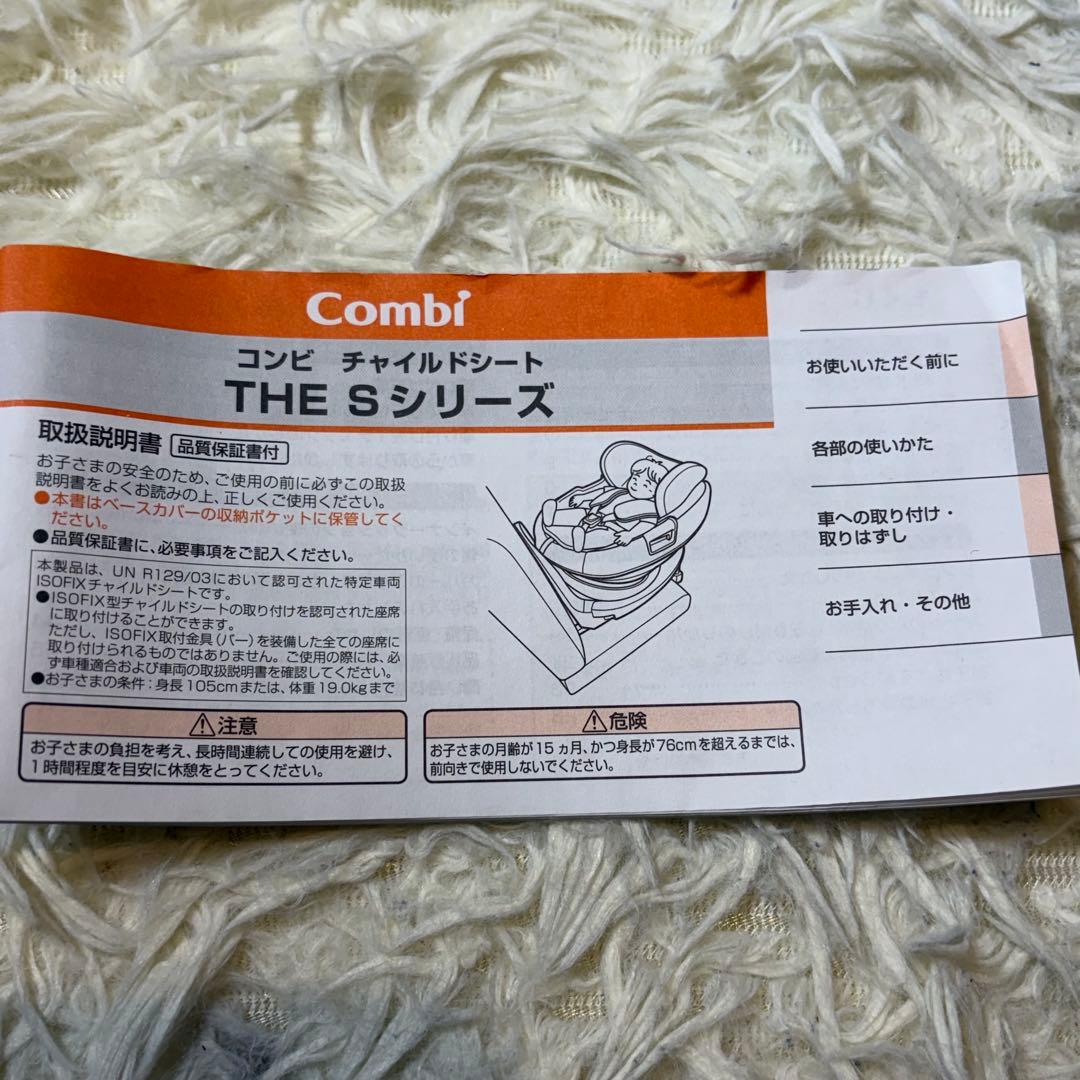 Combi
コンビ　チャイルドシート
THE Sシリーズ
取扱説明書 品質保証書付
お子さまの安全のため、ご使用の前に必ずこの取扱
説明書をよくお読みの上、正しくご使用ください。
●本書はベースカバーの収納ポケットに保管してく
ださい。
●品質保証書に、必要事項をご記入ください。
本製品は、UN R129/03において認可された特定車両
ISOFIXチャイルドシートです。
●ISOFIX型チャイルドシートの取り付けを認可された座席
に取り付けることができます。
ただし、ISOFIX取付金具(バー)を装備した全ての座席に
取り付けられるものではありません。ご使用の際には、必
ず車種適合および車両の取扱説明書を確認してください。
●お子さまの条件：身長105cmまたは、体重19.0kgまで
⚠注意
お子さまの負担を考え、長時間連続しての使用を避け、
1時間程度を目安に休憩をとってください。
⚠危険
お子さまの月齢が15ヵ月、かつ身長が76cmを超えるまでは、
前向きで使用しないでください。
お使いいただく前に
各部の使いかた
車への取り付け・
取りはずし
お手入れ・その他